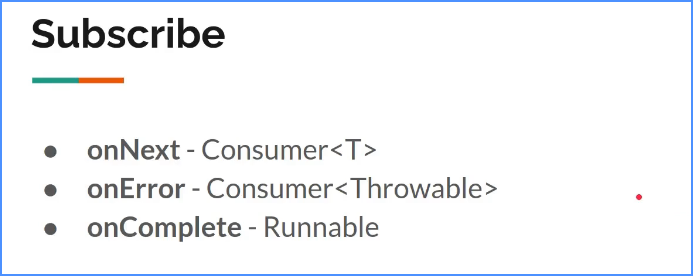 Subscribe
● onNext - Consumer<T>
● onError - Consumer<Throwable>
● onComplete - Runnable